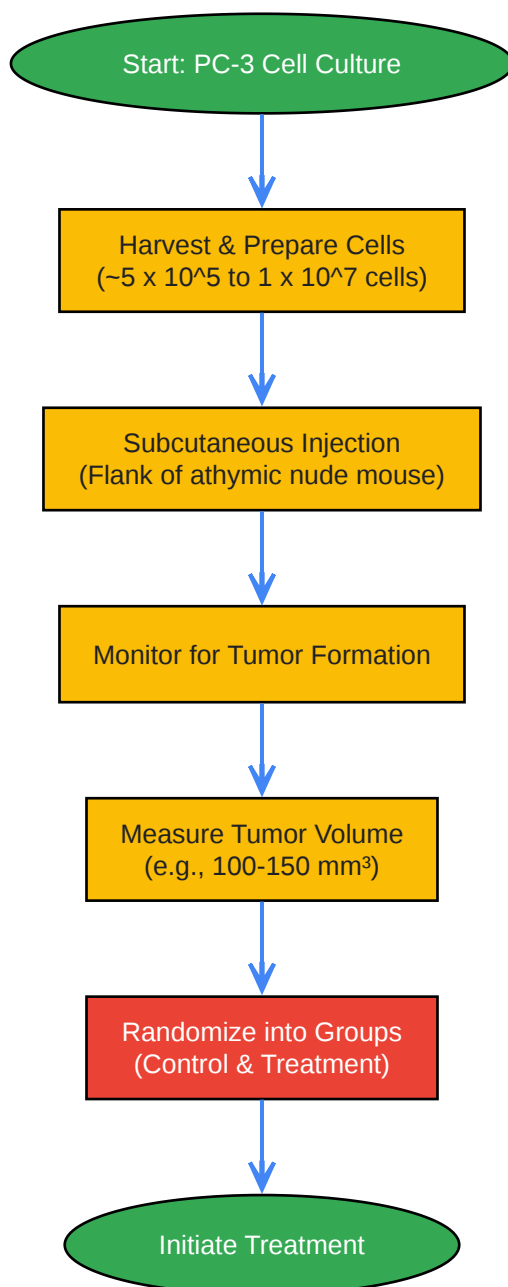 Start: PC-3 Cell Culture
Harvest & Prepare Cells
(~5 x 10^5 to 1 x 10^7 cells)
Subcutaneous Injection
(Flank of athymic nude mouse)
Monitor for Tumor Formation
Measure Tumor Volume
(e.g., 100-150 mm³)
Randomize into Groups
(Control & Treatment)
Initiate Treatment